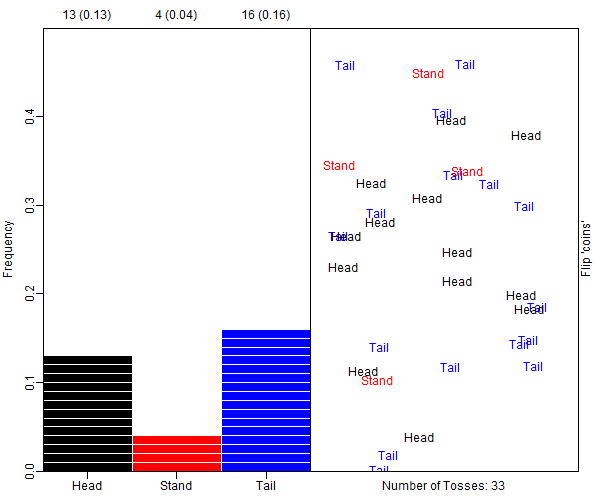 13 (0.13) 4 (0.04) 16 (0.16)
Frequency
0.4
0.3
0.2
0.1
0.0
Head Stand Tail
Tail
Tail
Stand
Tail
Head
Head
Stand
Stand
Tail
Head
Tail
Head
Tail
Tail
Head
Tail
Head
Head
Head
Head
Head
Tail
Head
Tail
Tail
Tail
Head
Tail
Tail
Stand
Head
Tail
Tail
Flip 'coins'
Number of Tosses: 33